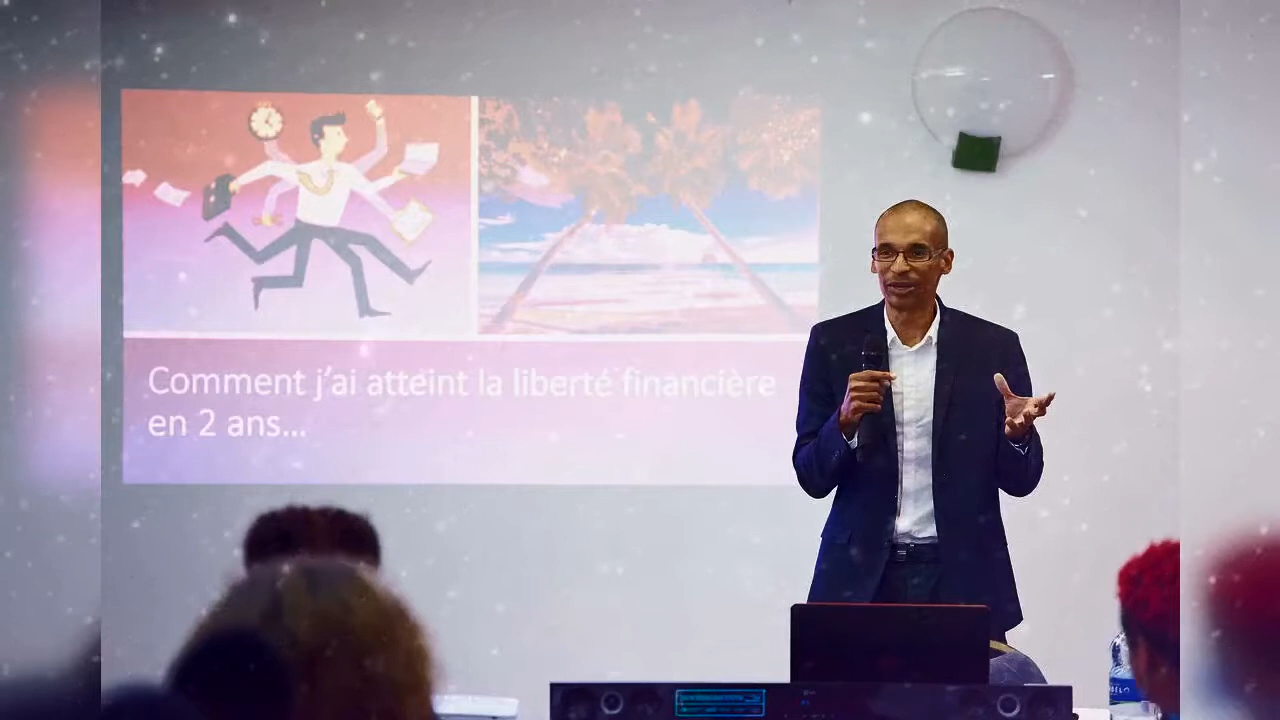 Comment j'ai atteint la liberté financière
en 2 ans...